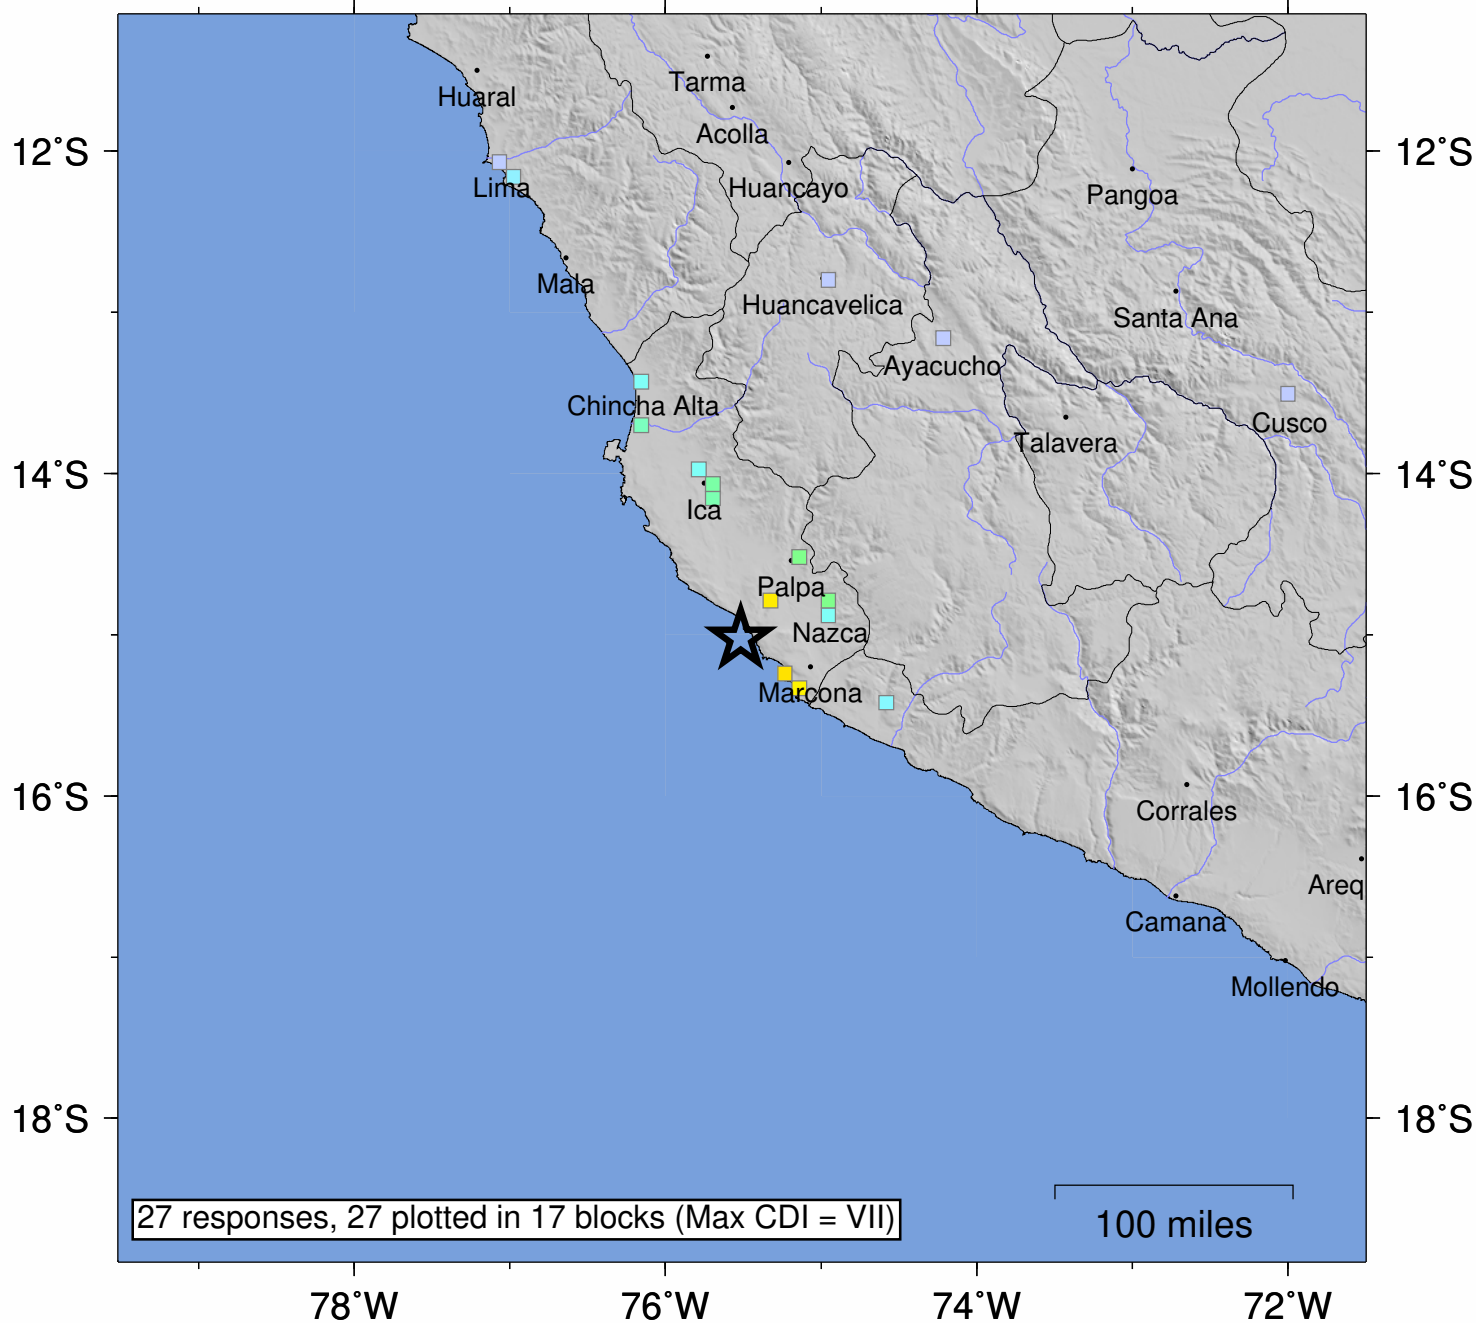 Tarma
Huaral
Acolla
12°S
12°S
Lima
Huancayo
Pangoa
Mala
Huancavelica
Santa Ana
Ayacucho
Chincha Alta
Cusco
Talavera
14°S
14°S
Ica
Palpa
Nazca
Marcona
16°S
16°S
Corrales
Areq
Camana
Mollendo
18°S
18°S
27 responses, 27 plotted in 17 blocks (Max CDI = VII)
100 miles
78°W
76°W
74°W
72°W